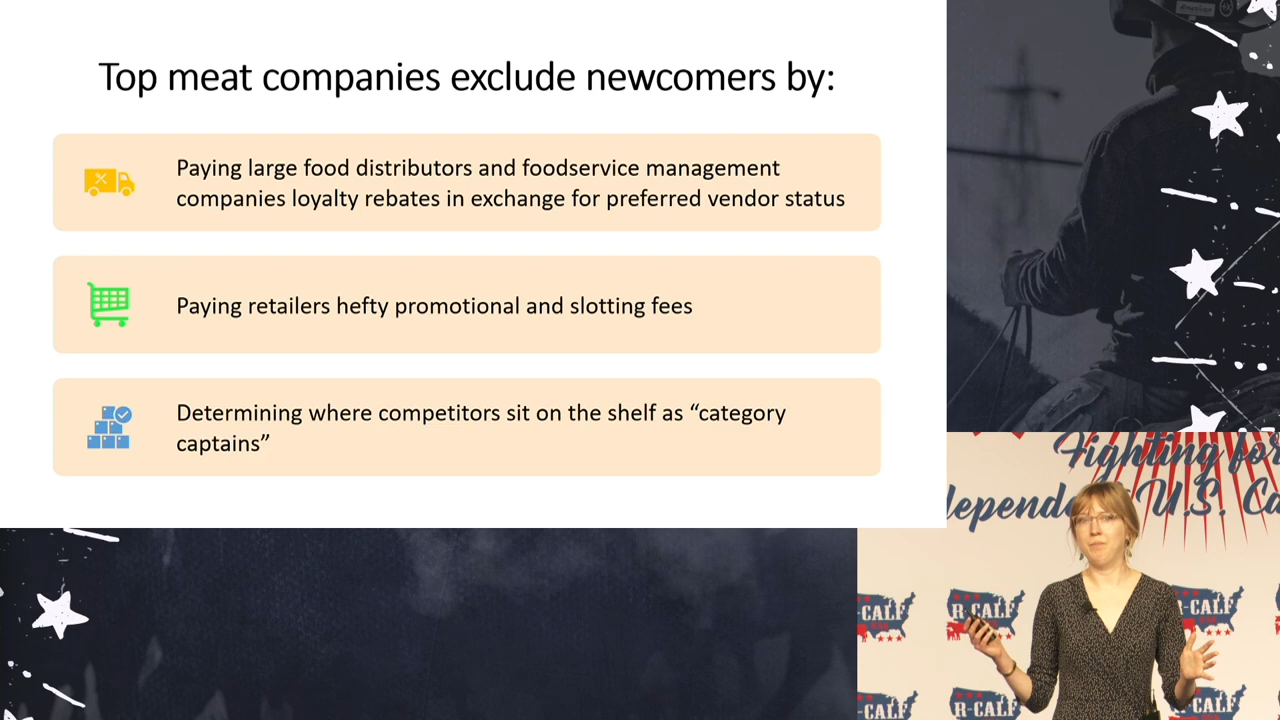 Top meat companies exclude newcomers by:
Paying large food distributors and foodservice management
companies loyalty rebates in exchange for preferred vendor status
Paying retailers hefty promotional and slotting fees
Determining where competitors sit on the shelf as “category
captains”
Fighting for
U.S.
R-CALF
R-CALF
R-CALF